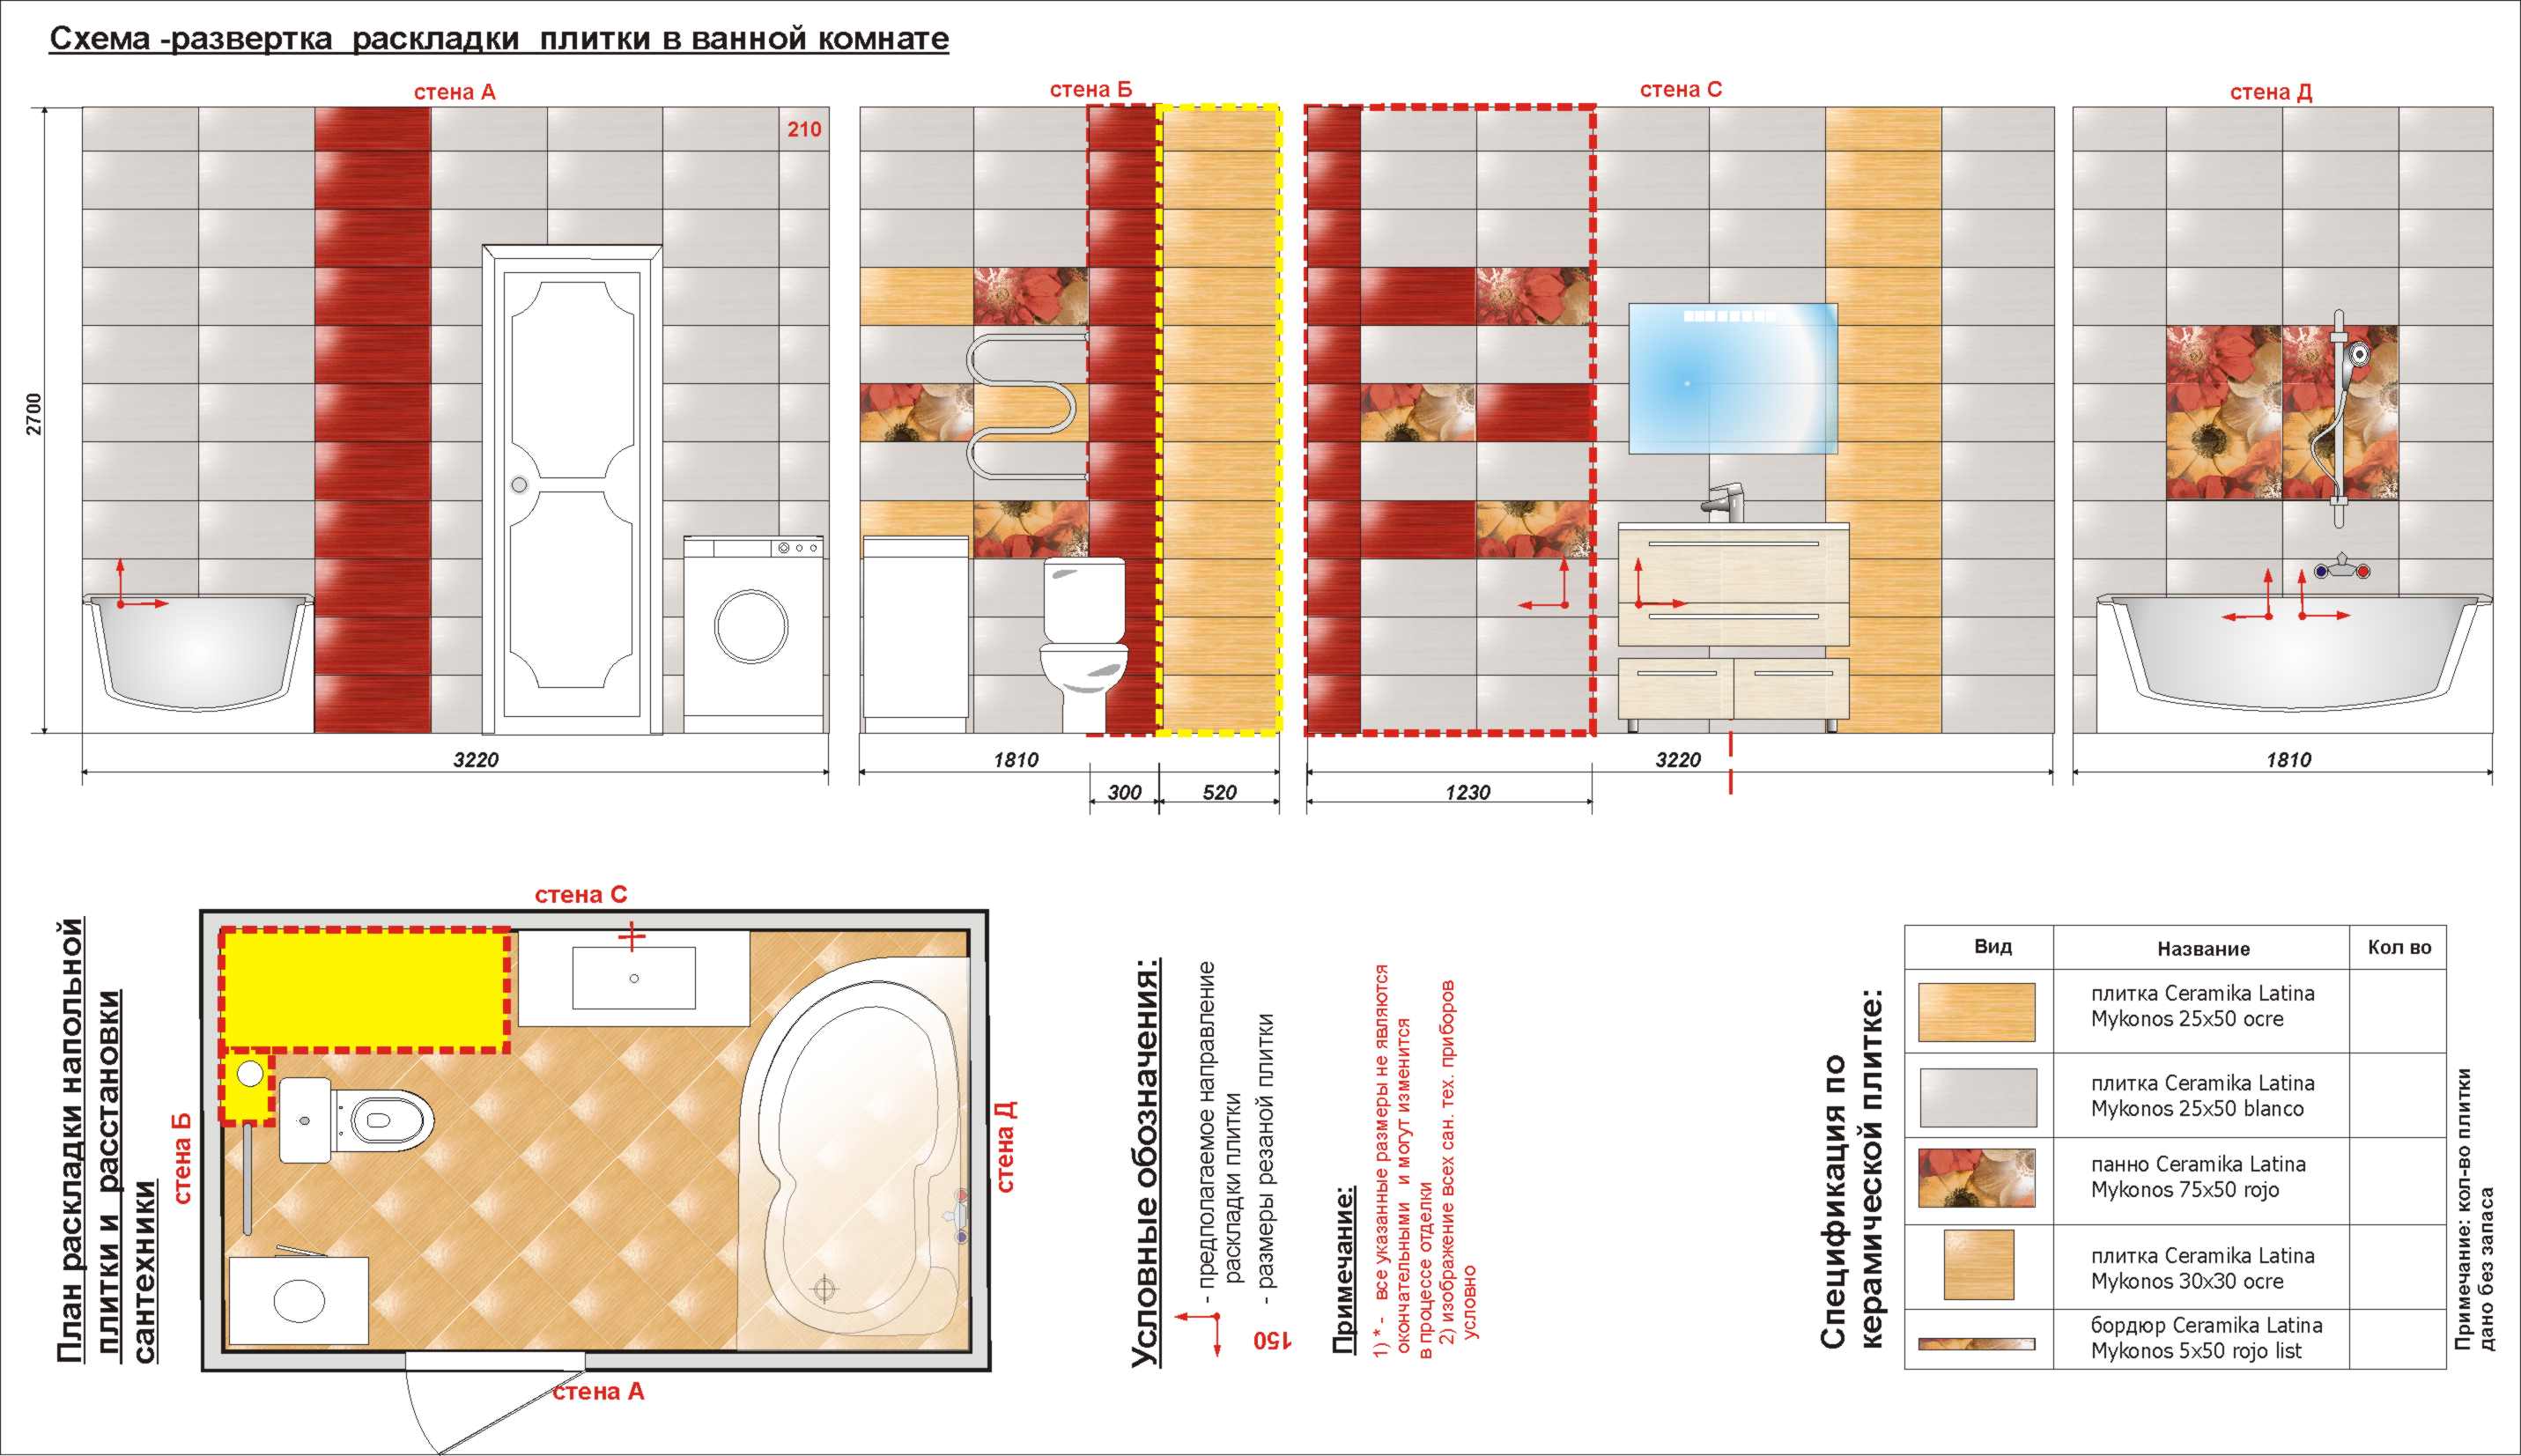 Схема -развертка раскладки плитки в ванной комнате
стена А
стена Б
стена С
стена Д
210
2700
3220
1810
300
520
3220
1230
1810
План раскладки напольной
плитки и расстановки
сантехники
стена С
стена Б
стена Д
стена А
Условные обозначения:
- предполагаемое направление
раскладки плитки
150
- размеры резаной плитки
Примечание:
1) * - все указанные размеры не являются
окончательными и могут изменится
в процессе отделки
2) изображение всех сан. тех. приборов
условно
Спецификация по
керамической плитке:
Вид
Название
Кол во
плитка Ceramika Latina
Mykonos 25x50 ocre
плитка Ceramika Latina
Mykonos 25x50 blanco
панно Ceramika Latina
Mykonos 75x50 rojo
плитка Ceramika Latina
Mykonos 30x30 ocre
бордюр Ceramika Latina
Mykonos 5x50 rojo list
Примечание: кол-во плитки
дано без запаса